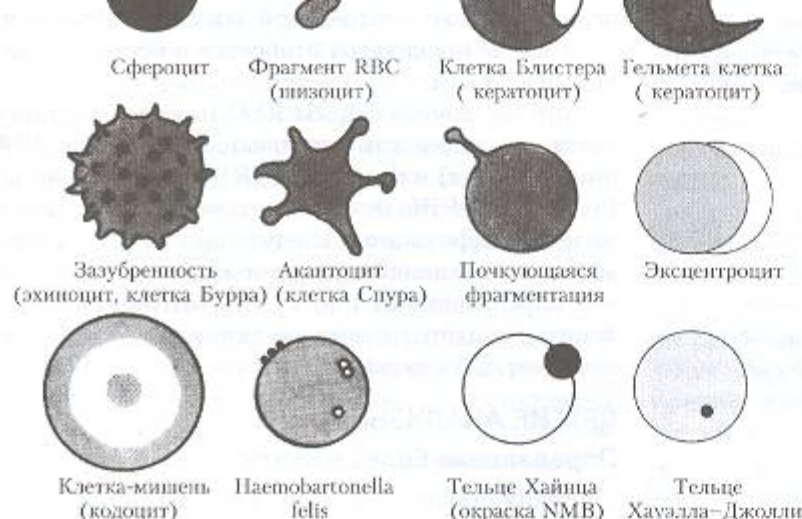 Сфероцит Фрагмент RBC Клетка Блистера Гельмета клетка
(шизоцит) ( кератоцит) ( кератоцит)
Зазубренность Акантоцит Почкующаяся Эксцентроцит
(эхиноцит, клетка Бурра) (клетка Спура) фрагментация
Клетка-мишень Haemobartonella Тельце Хайнца Тельце
(кодоцит) felis (окраска NMB) Хауэлла–Джолли